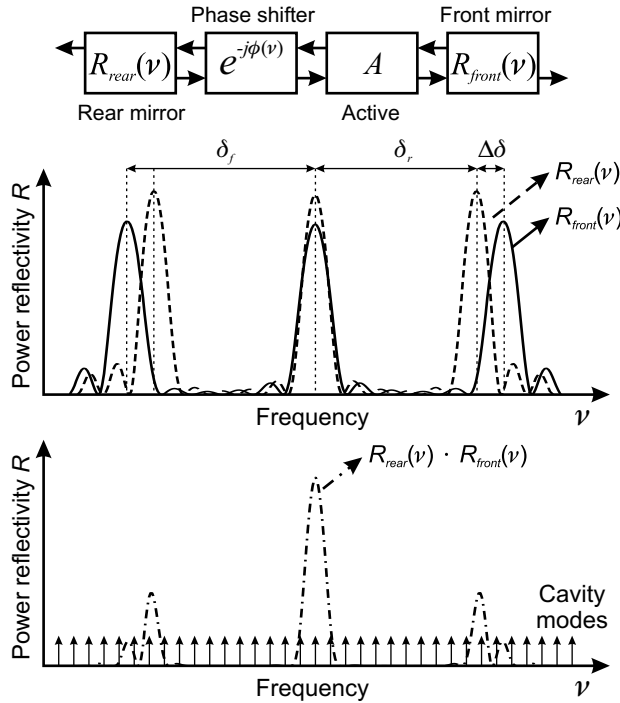 Phase shifter Front mirror
R_rear(ν) e^-jϕ(ν) A R_front(ν)
Rear mirror Active
δ_f δ_r Δδ
R_rear(ν)
R_front(ν)
Power reflectivity R
Frequency ν
R_rear(ν) · R_front(ν)
Power reflectivity R
Cavity
modes
Frequency ν